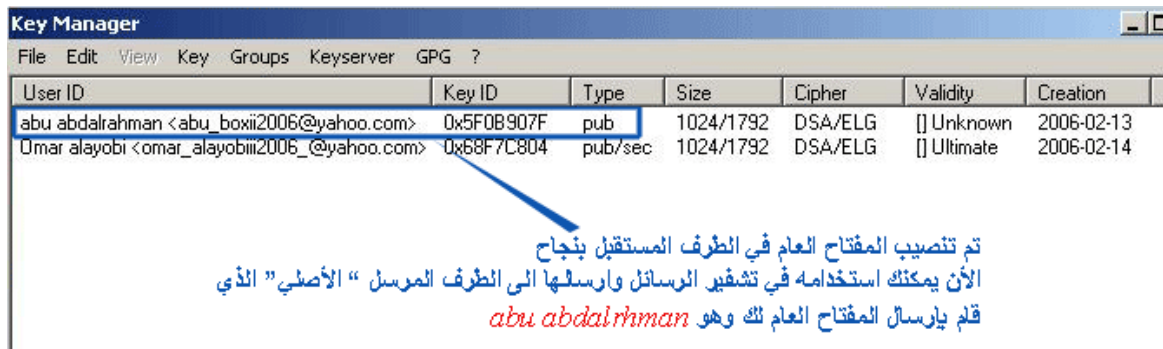 Key Manager
File Edit View Key Groups Keyserver GPG ?
User ID Key ID Type Size Cipher Validity Creation
abu abdalrahman <abu_boxii2006@yahoo.com> 0x5F0B907F pub 1024/1792 DSA/ELG [] Unknown 2006-02-13
Omar alayobi <omar_alayobiii2006_@yahoo.com> 0x68F7C804 pub/sec 1024/1792 DSA/ELG [] Ultimate 2006-02-14
تم تنصيب المفتاح العام في الطرف المستقبل بنجاح
الأن يمكنك استخدامه في تشفير الرسائل وارسالها الى الطرف المرسل “ الأصلي” الذي
قام بإرسال المفتاح العام لك وهو abu abdalrhman